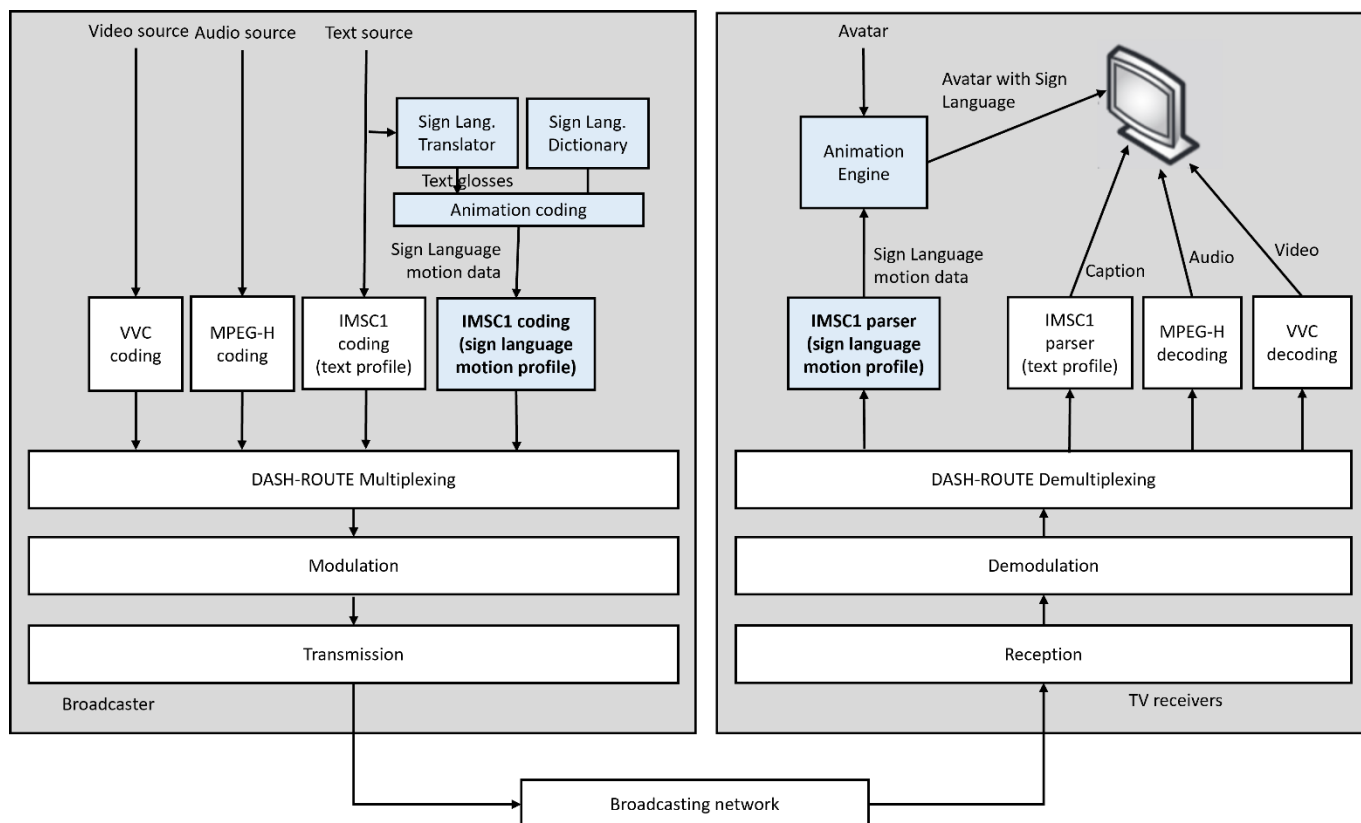 Video source
Audio source
Text source
Sign Lang.
Translator
Sign Lang.
Dictionary
Text glosses
Animation coding
Sign Language
motion data
VVC
coding
MPEG-H
coding
IMSC1
coding
(text profile)
IMSC1 coding
(sign language
motion profile)
DASH-ROUTE Multiplexing
Modulation
Transmission
Broadcaster
Avatar
Avatar with Sign
Language
Animation
Engine
Sign Language
motion data
Caption
Audio
Video
IMSC1 parser
(sign language
motion profile)
IMSC1
parser
(text profile)
MPEG-H
decoding
VVC
decoding
DASH-ROUTE Demultiplexing
Demodulation
Reception
TV receivers
Broadcasting network